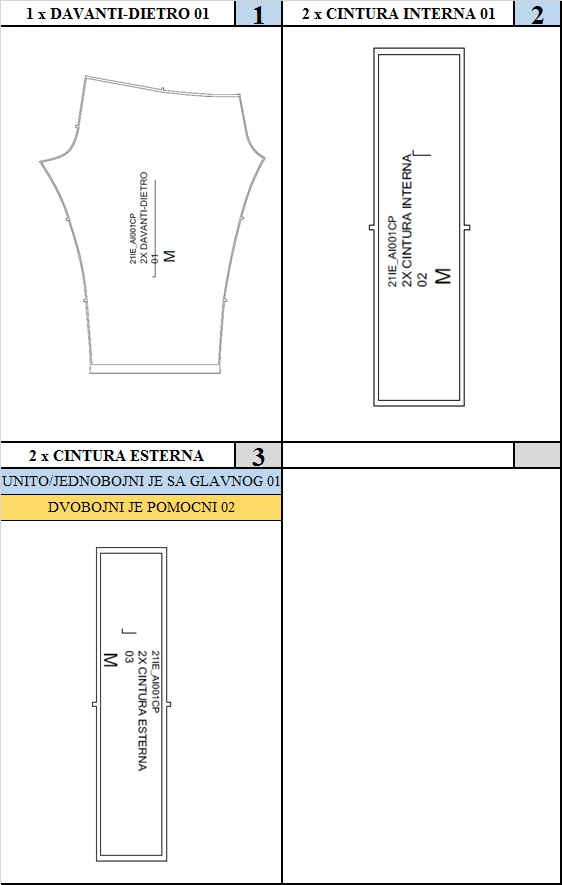 1 x DAVANTI-DIETRO 01
1
2 x CINTURA INTERNA 01
2
21IE_AI001CP
2X DAVANTI-DIETRO
01
M
21IE_AI001CP
2X CINTURA INTERNA
02
M
2 x CINTURA ESTERNA
3
UNITO/JEDNOBOJNI JE SA GLAVNOG 01
DVOBOJNI JE POMOCNI 02
21IE_AI001CP
2X CINTURA ESTERNA
03
M